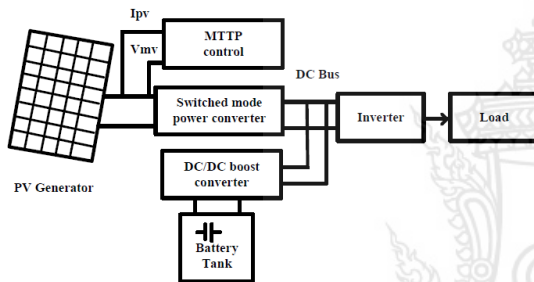 Ipv
MTTP
control
Vmv
DC Bus
Switched mode
power converter
Inverter
Load
DC/DC boost
converter
PV Generator
Battery
Tank